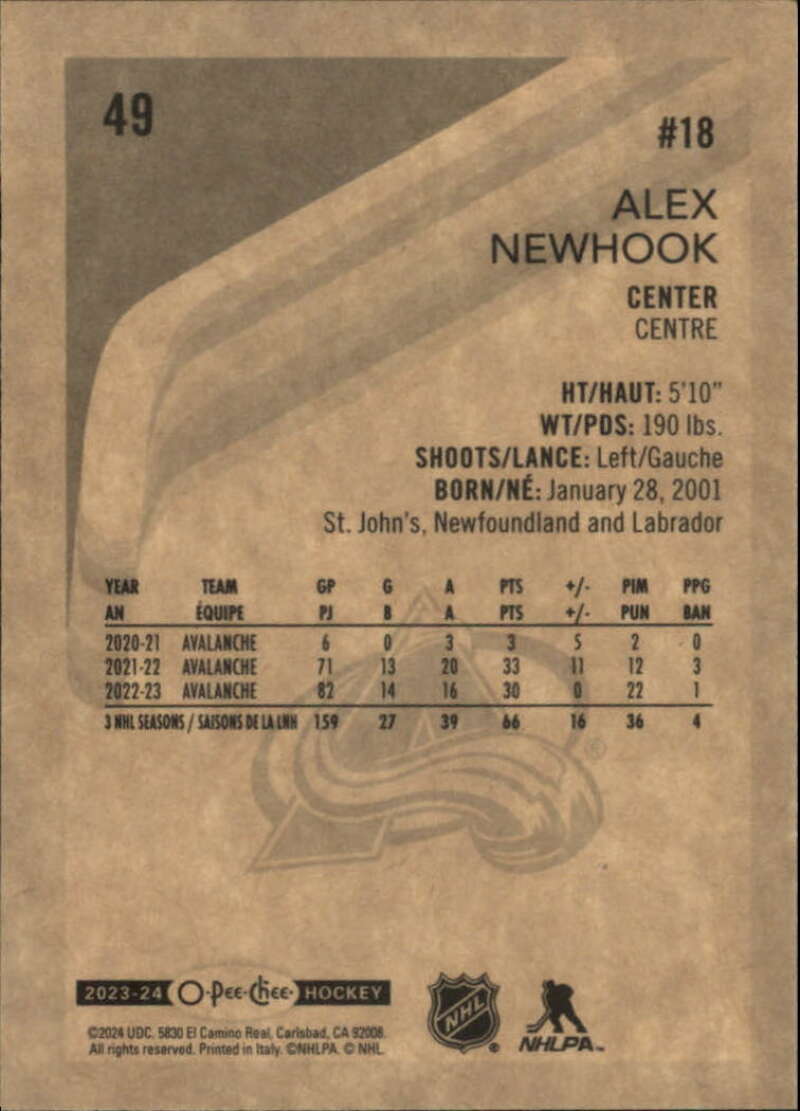 49
#18
ALEX
NEWHOOK
CENTER
CENTRE
HT/HAUT: 5'10"
WT/PDS: 190 lbs.
SHOOTS/LANCE: Left/Gauche
BORN/NÉ: January 28, 2001
St. John's, Newfoundland and Labrador
YEAR TEAM GP G A PTS +/- PIM PPG
AN ÉQUIPE PJ B A PTS +/- PUN BAN
2020-21 AVALANCHE 6 0 3 3 5 2 0
2021-22 AVALANCHE 71 13 20 33 11 12 3
2022-23 AVALANCHE 82 14 16 30 0 22 1
3 NHL SEASONS / SAISONS DE LA LNH 159 27 39 66 16 36 4
®
2023-24 O-Pee-Chee HOCKEY
NHL ®
NHLPA™
©2024 UDC. 5830 El Camino Real, Carlsbad, CA 92008.
All rights reserved. Printed in Italy. ©NHLPA. © NHL.